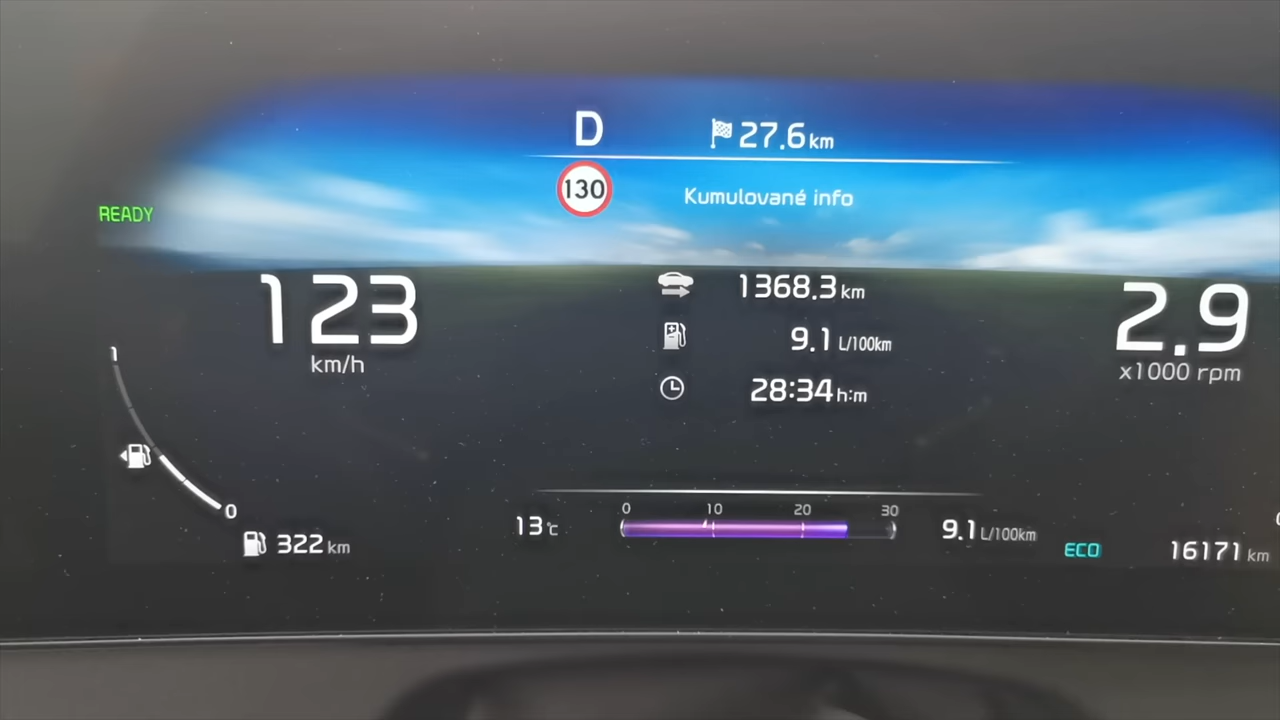 D 27.6 km
130
Kumulované info
READY
123
km/h
1368.3 km
9.1 L/100km
28:34 h:m
2.9
x1000 rpm
1
0
322 km
13°C
0 10 20 30
9.1 L/100km
ECO
16171 km